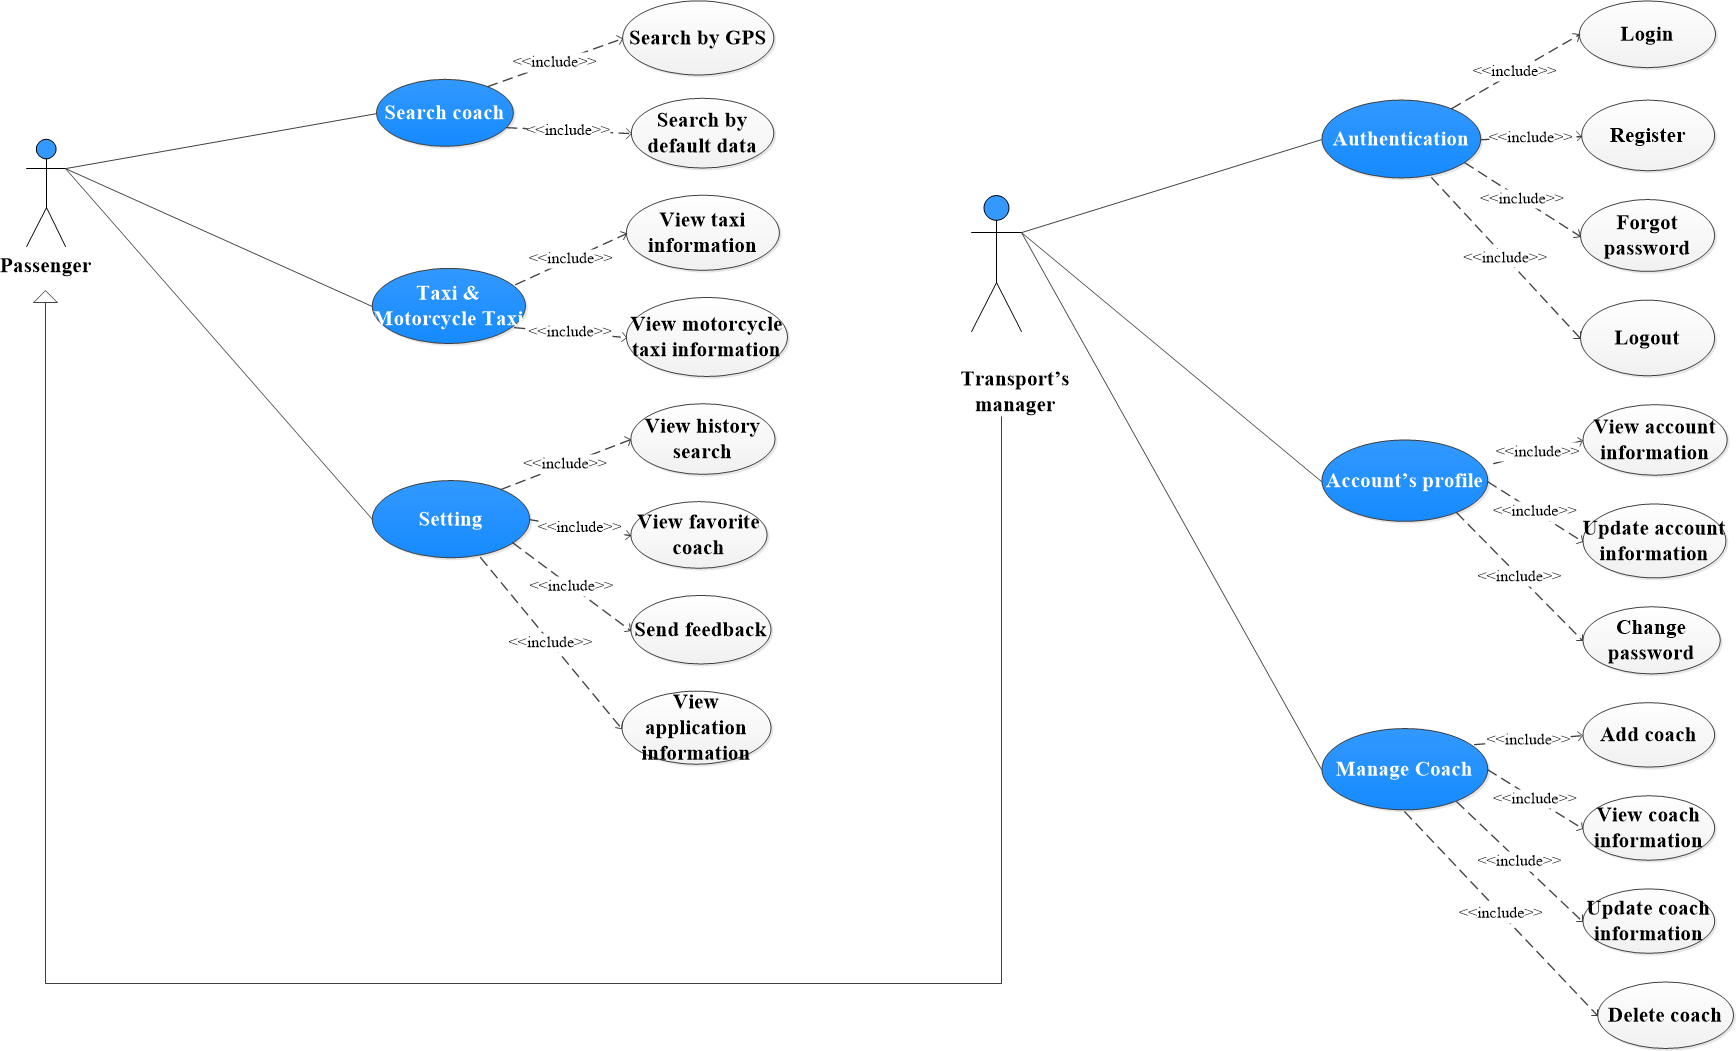 Passenger
Search coach
<<include>>
Search by GPS
<<include>>
Search by
default data
Taxi &
Motorcycle Taxi
<<include>>
View taxi
information
<<include>>
View motorcycle
taxi information
Setting
<<include>>
View history
search
<<include>>
View favorite
coach
<<include>>
Send feedback
<<include>>
View
application
information
Transport's
manager
Authentication
<<include>>
Login
<<include>>
Register
<<include>>
Forgot
password
<<include>>
Logout
Account's profile
<<include>>
View account
information
<<include>>
Update account
information
<<include>>
Change
password
Manage Coach
<<include>>
Add coach
<<include>>
View coach
information
<<include>>
Update coach
information
<<include>>
Delete coach